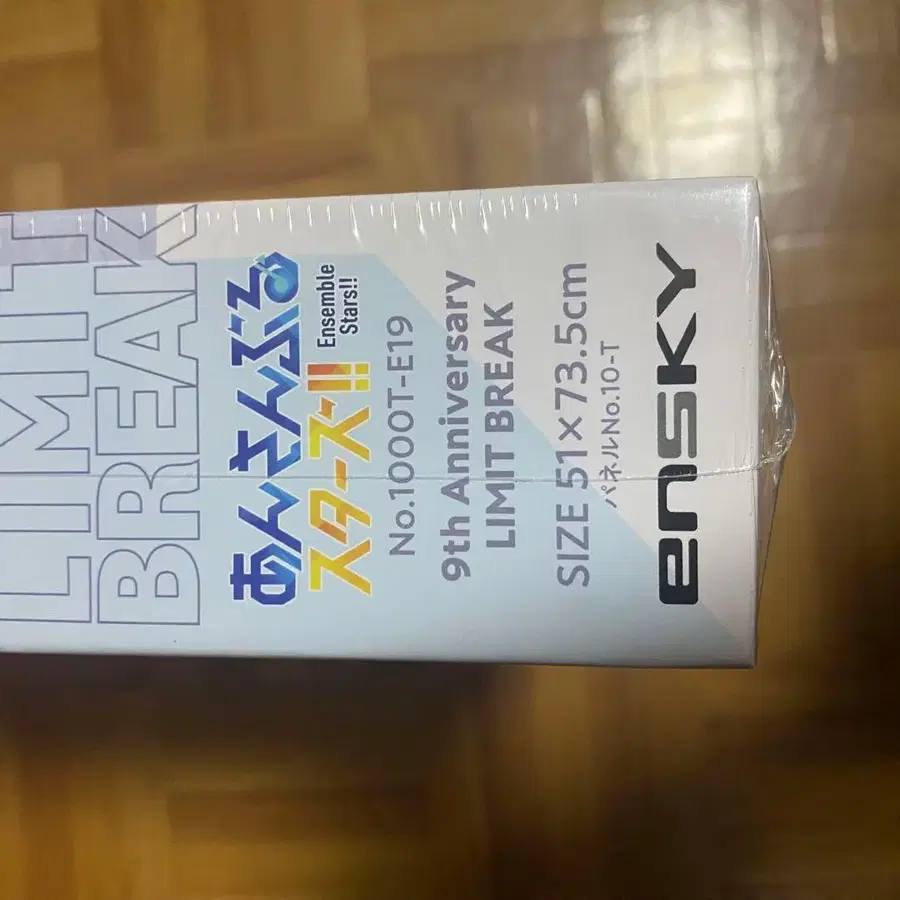 LIMIT
BREAK
あんさんぶる
スターズ!!
Ensemble
Stars!!
No.1000T-E19
9th Anniversary
LIMIT BREAK
SIZE 51×73.5cm
パネルNo.10-T
ensky